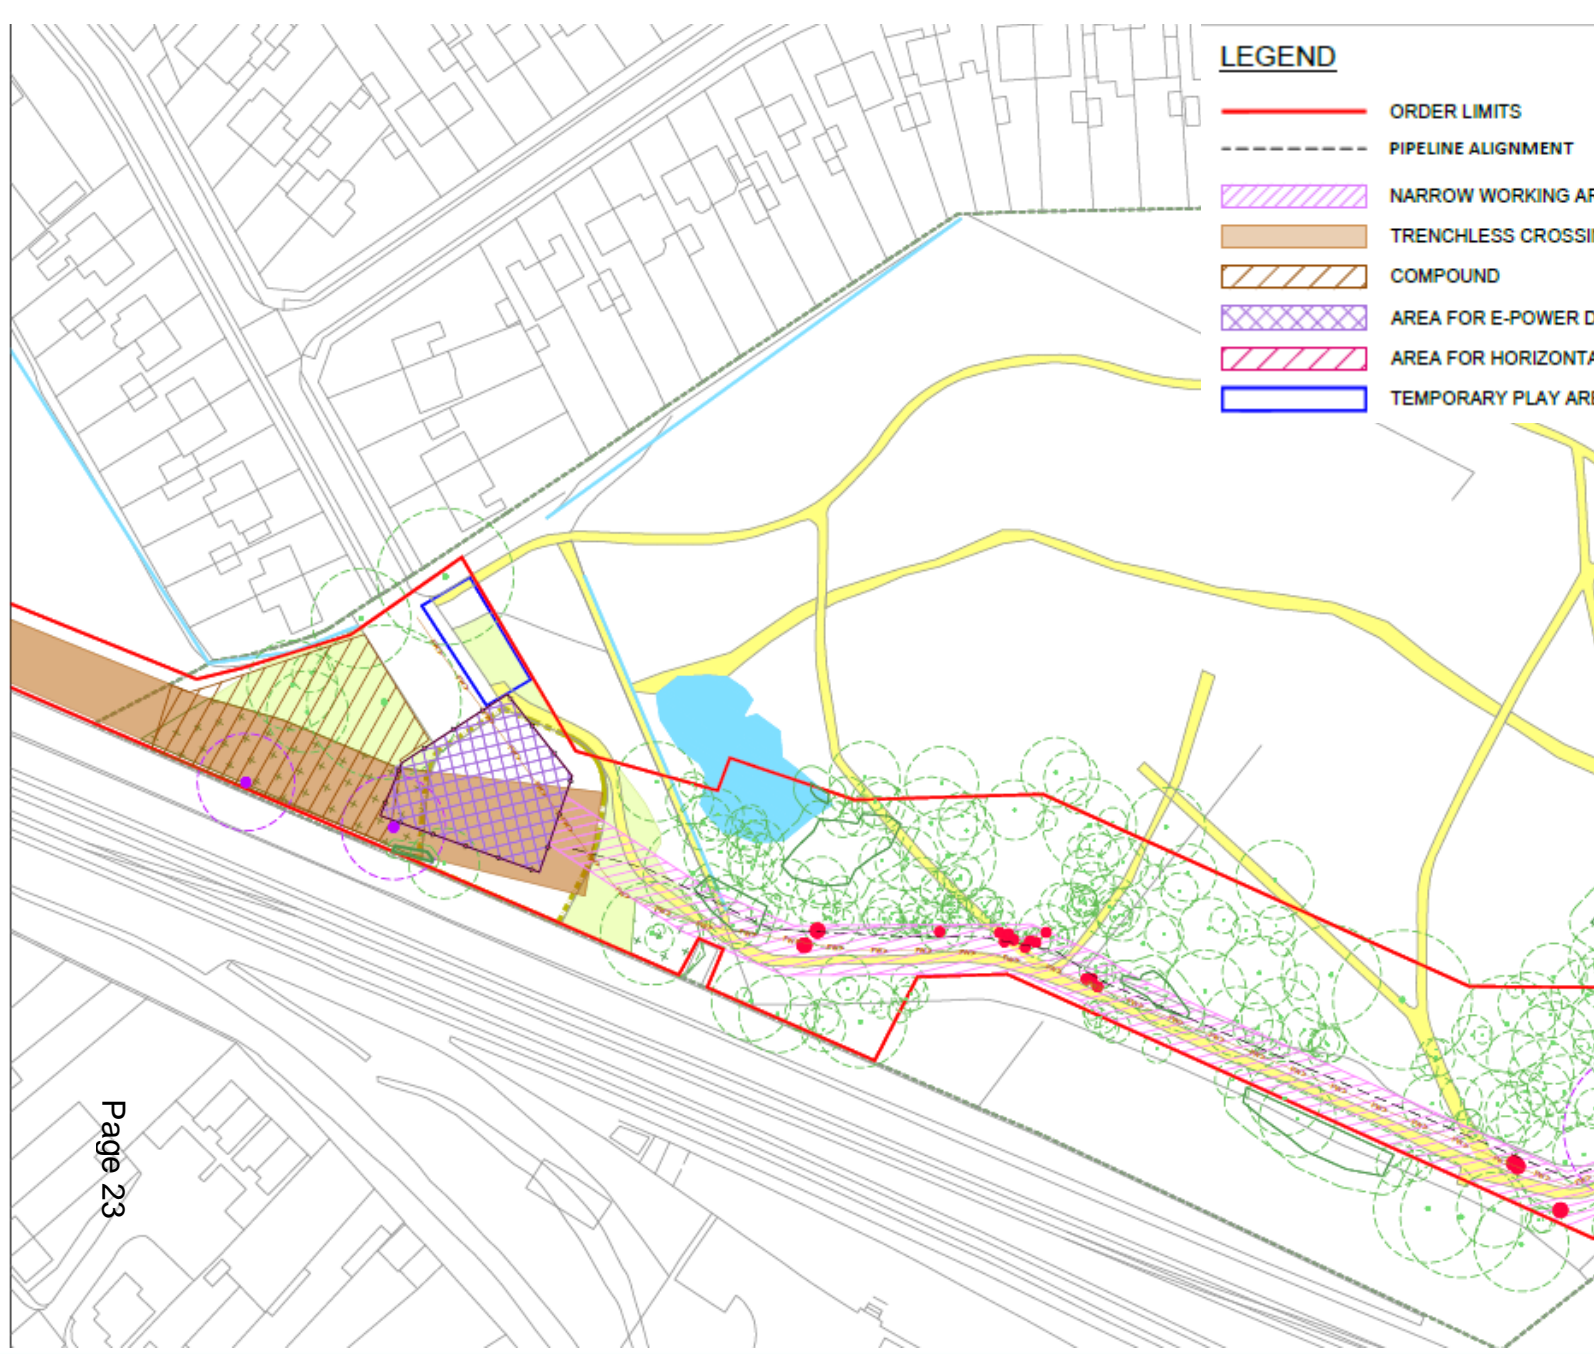 LEGEND
ORDER LIMITS
PIPELINE ALIGNMENT
NARROW WORKING AR
TRENCHLESS CROSSI
COMPOUND
AREA FOR E-POWER D
AREA FOR HORIZONTA
TEMPORARY PLAY ARE
Page 23